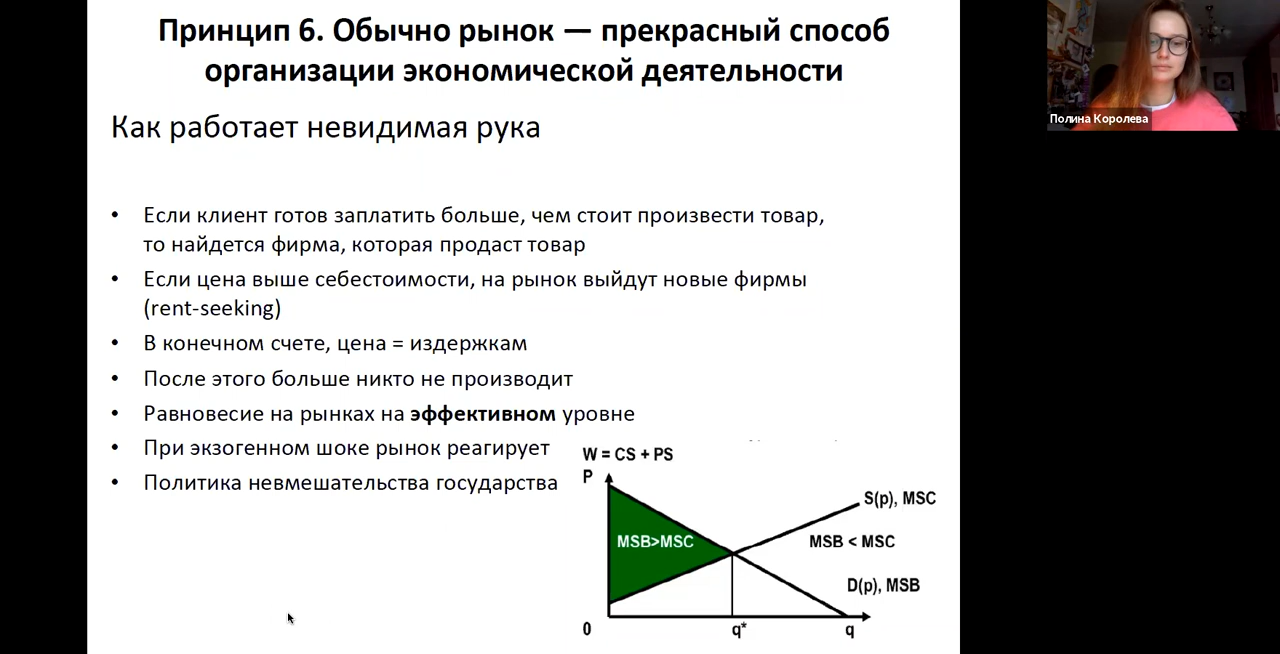 Принцип 6. Обычно рынок — прекрасный способ
организации экономической деятельности
Как работает невидимая рука
• Если клиент готов заплатить больше, чем стоит произвести товар,
то найдется фирма, которая продаст товар
• Если цена выше себестоимости, на рынок выйдут новые фирмы
(rent-seeking)
• В конечном счете, цена = издержкам
• После этого больше никто не производит
• Равновесие на рынках на эффективном уровне
• При экзогенном шоке рынок реагирует
• Политика невмешательства государства
W = CS + PS
P
S(p), MSC
MSB>MSC
MSB < MSC
D(p), MSB
0
q*
q
Полина Королева